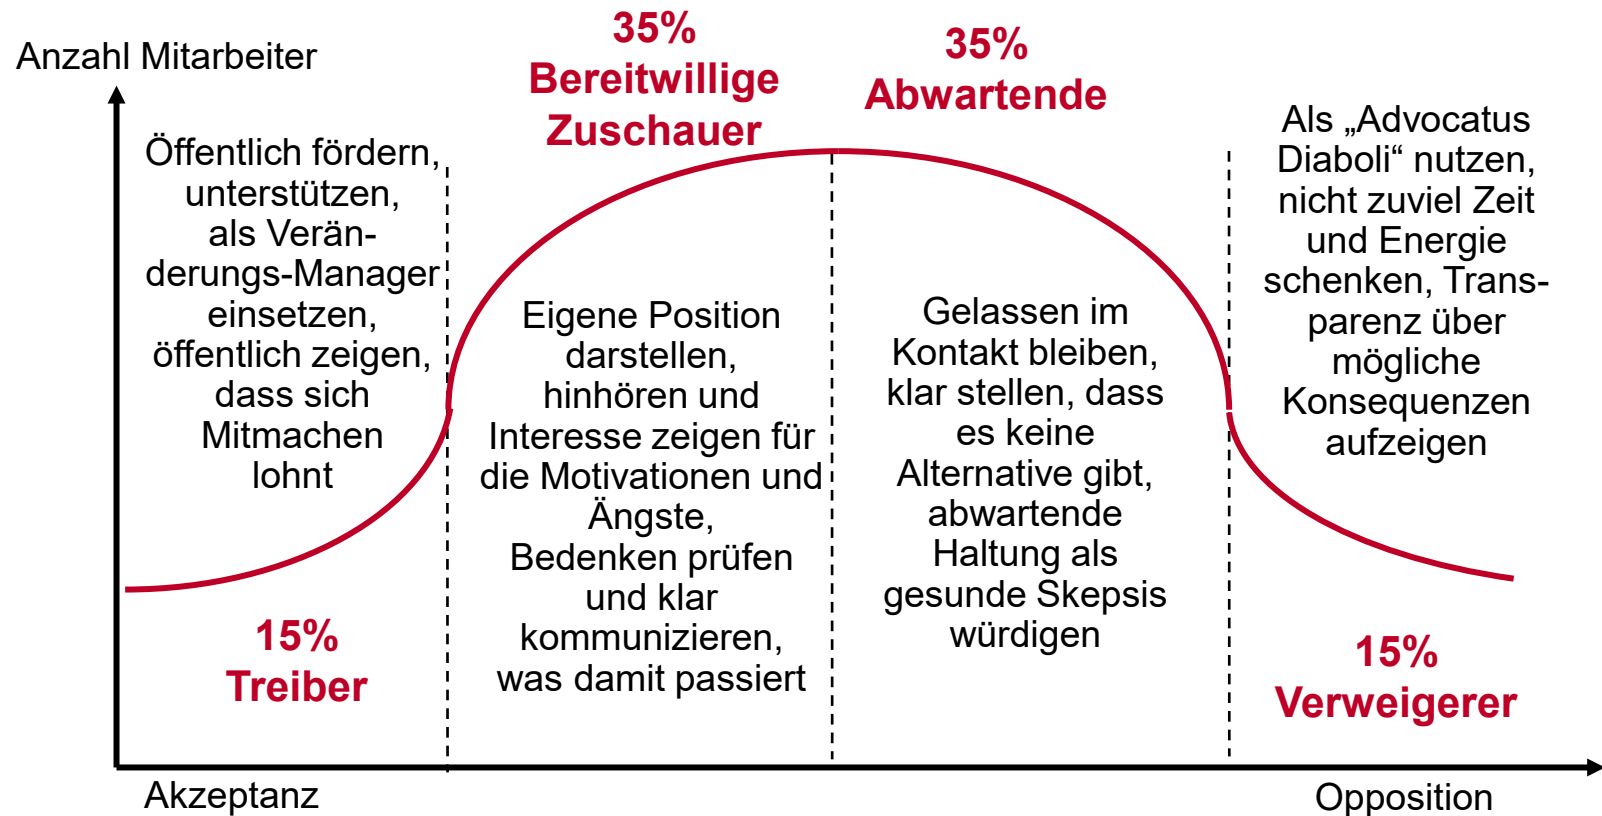 Anzahl Mitarbeiter
35%
Bereitwillige
Zuschauer
35%
Abwartende
Öffentlich fördern,
unterstützen,
als Verän-
derungs-Manager
einsetzen,
öffentlich zeigen,
dass sich
Mitmachen
lohnt
15%
Treiber
Eigene Position
darstellen,
hinhören und
Interesse zeigen für
die Motivationen und
Ängste,
Bedenken prüfen
und klar
kommunizieren,
was damit passiert
Gelassen im
Kontakt bleiben,
klar stellen, dass
es keine
Alternative gibt,
abwartende
Haltung als
gesunde Skepsis
würdigen
Als „Advocatus
Diaboli“ nutzen,
nicht zuviel Zeit
und Energie
schenken, Trans-
parenz über
mögliche
Konsequenzen
aufzeigen
15%
Verweigerer
Akzeptanz
Opposition